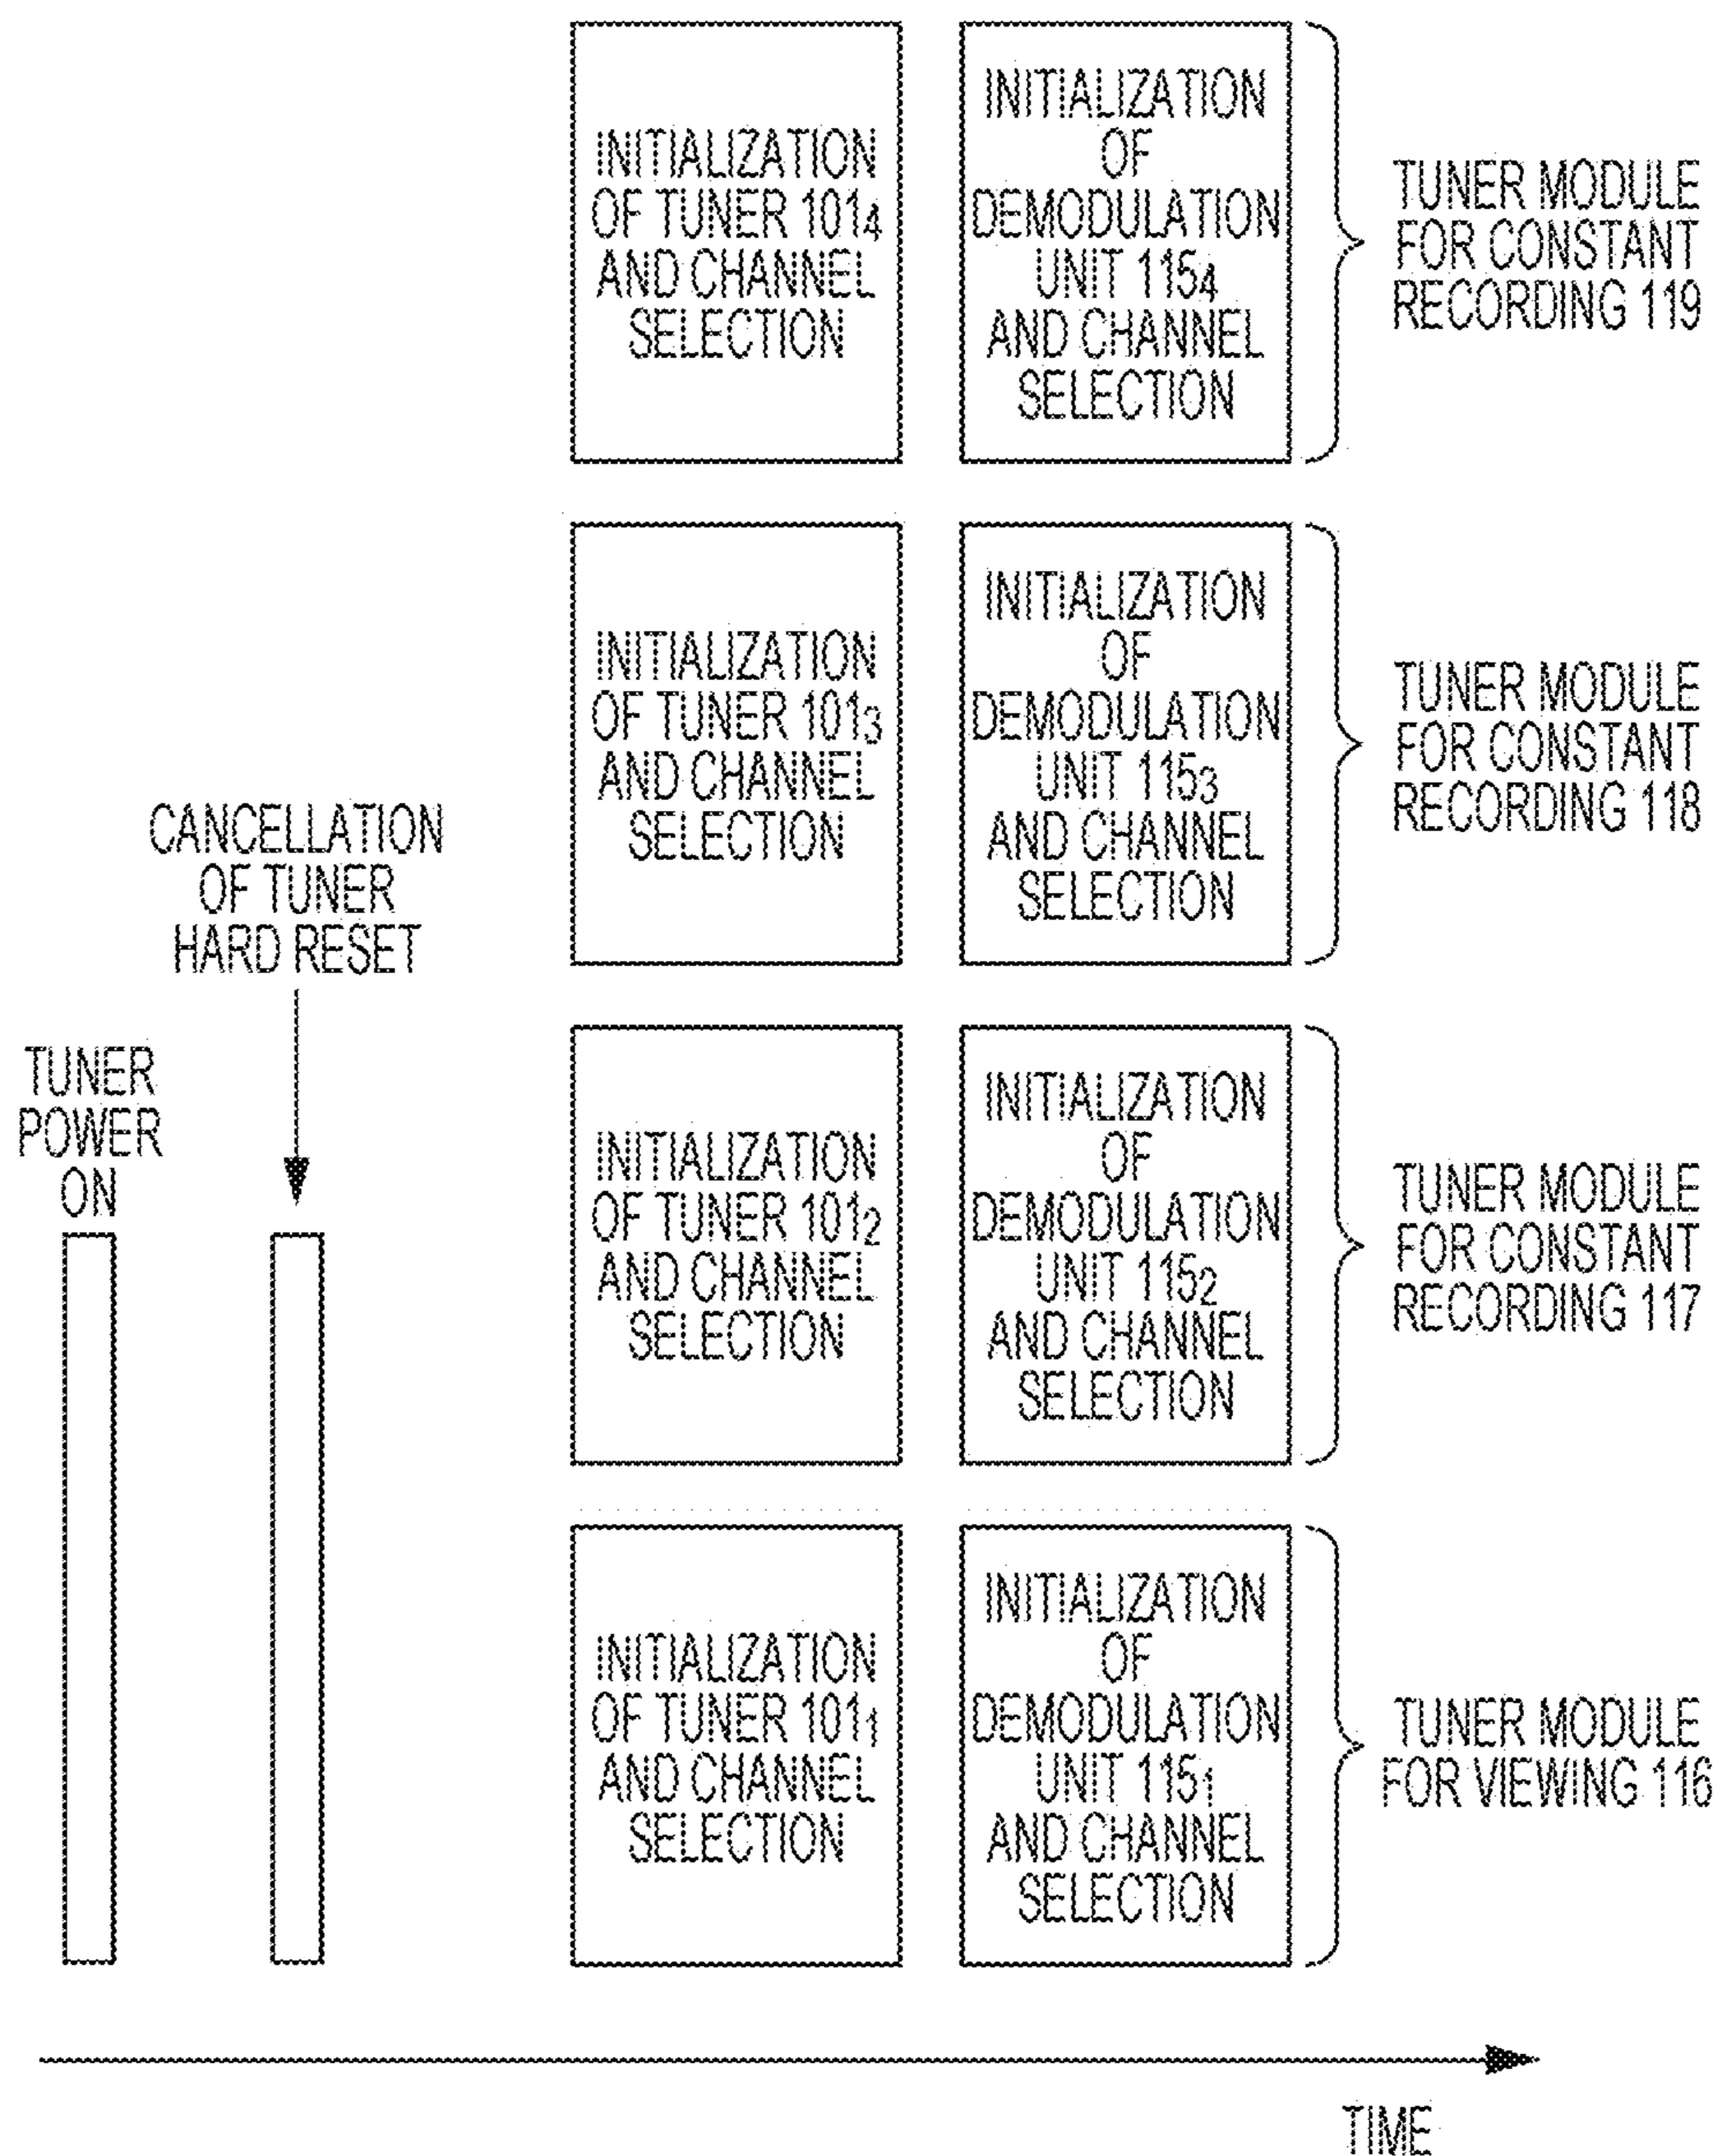 INITIALIZATION
OF TUNER 101₄
AND CHANNEL
SELECTION
INITIALIZATION
OF
DEMODULATION
UNIT 115₄
AND CHANNEL
SELECTION
TUNER MODULE
FOR CONSTANT
RECORDING 119
INITIALIZATION
OF TUNER 101₃
AND CHANNEL
SELECTION
INITIALIZATION
OF
DEMODULATION
UNIT 115₃
AND CHANNEL
SELECTION
TUNER MODULE
FOR CONSTANT
RECORDING 118
CANCELLATION
OF TUNER
HARD RESET
TUNER
POWER
ON
INITIALIZATION
OF TUNER 101₂
AND CHANNEL
SELECTION
INITIALIZATION
OF
DEMODULATION
UNIT 115₂
AND CHANNEL
SELECTION
TUNER MODULE
FOR CONSTANT
RECORDING 117
INITIALIZATION
OF TUNER 101₁
AND CHANNEL
SELECTION
INITIALIZATION
OF
DEMODULATION
UNIT 115₁
AND CHANNEL
SELECTION
TUNER MODULE
FOR VIEWING 116
TIME